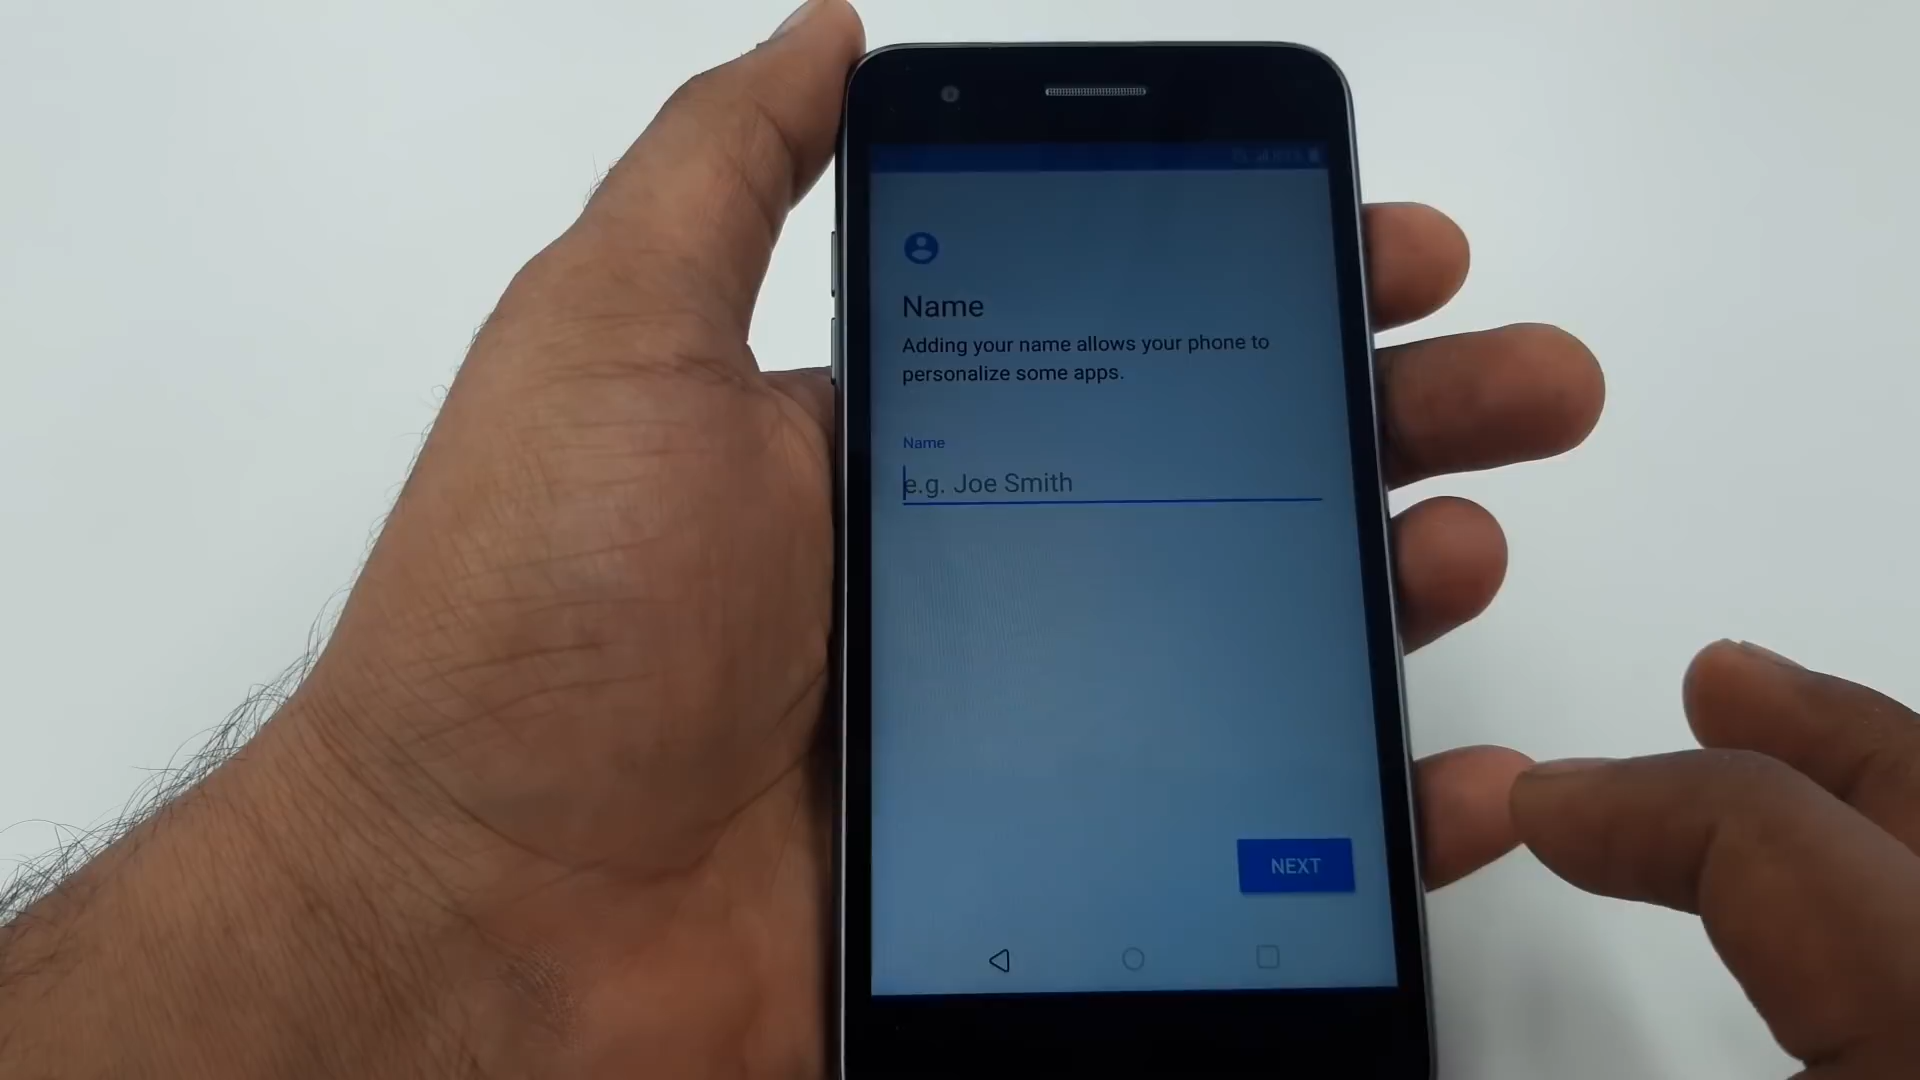 Name
Adding your name allows your phone to
personalize some apps.
Name
e.g. Joe Smith
NEXT